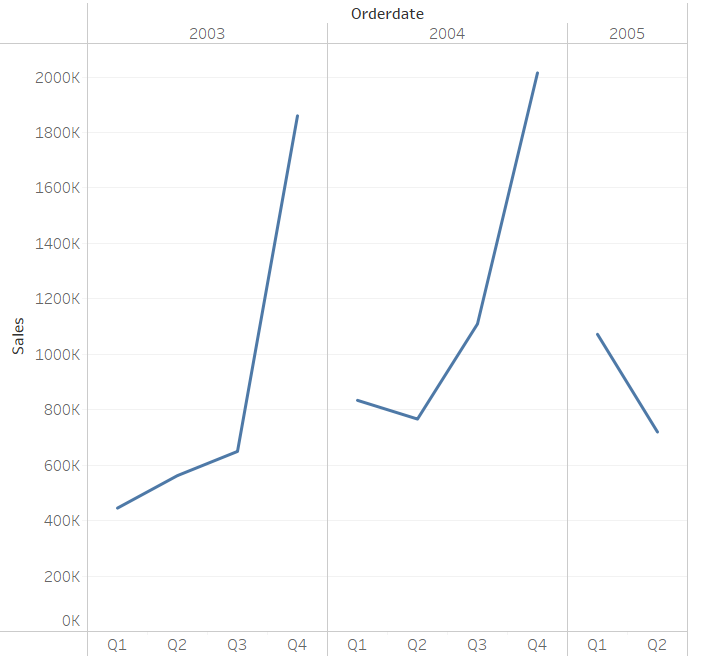 Orderdate
2003 2004 2005
2000K
1800K
1600K
1400K
1200K
1000K
800K
600K
400K
200K
0K
Sales
Q1 Q2 Q3 Q4 Q1 Q2 Q3 Q4 Q1 Q2